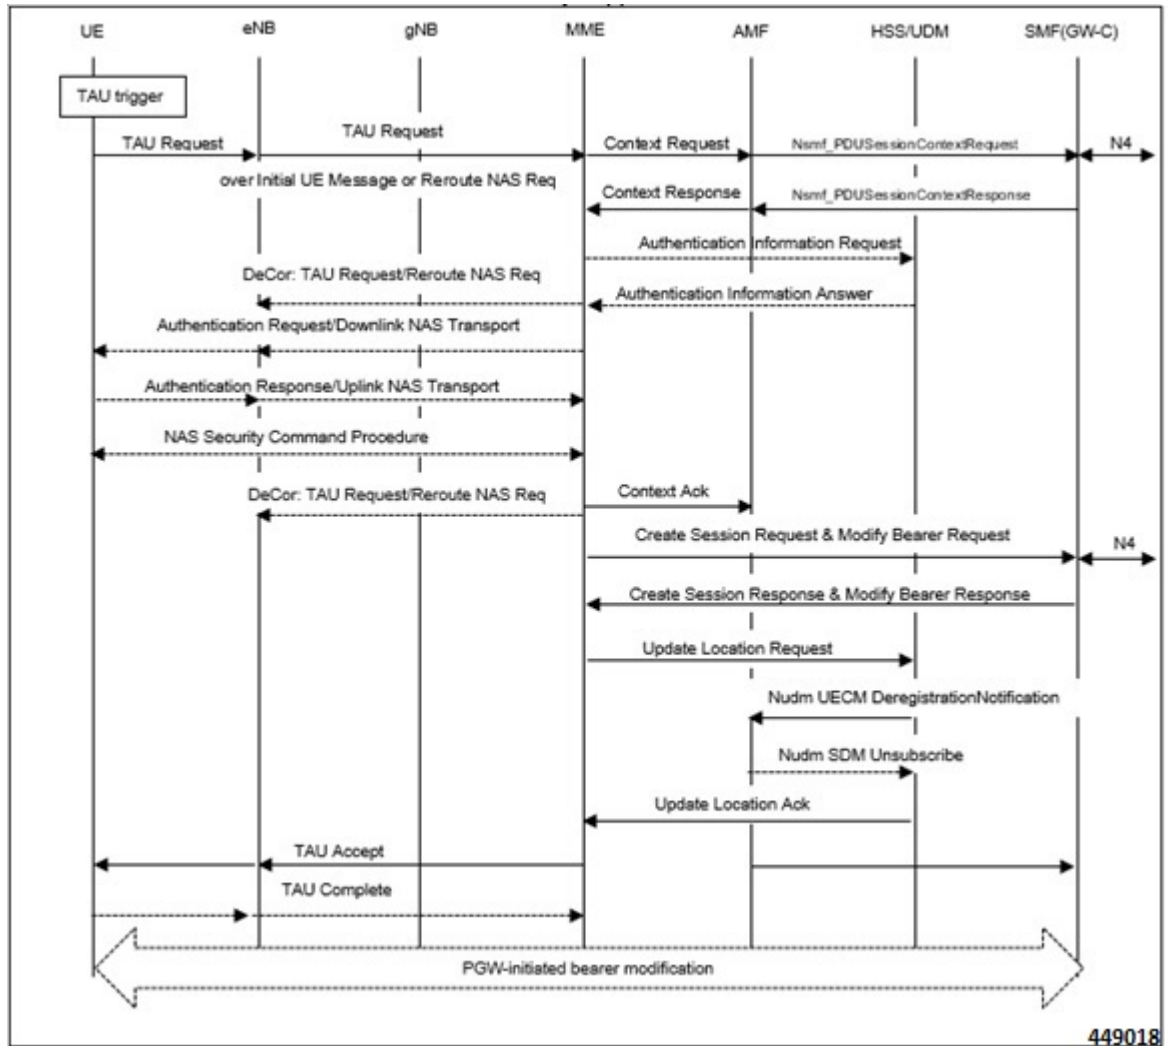 UE eNB gNB MME AMF HSS/UDM SMF(GW-C)
TAU trigger
TAU Request TAU Request Context Request Nsmf_PDUSessionContextRequest N4
over Initial UE Message or Reroute NAS Req
Context Response Nsmf_PDUSessionContextResponse
Authentication Information Request
DeCor: TAU Request/Reroute NAS Req
Authentication Information Answer
Authentication Request/Downlink NAS Transport
Authentication Response/Uplink NAS Transport
NAS Security Command Procedure
DeCor: TAU Request/Reroute NAS Req Context Ack
Create Session Request & Modify Bearer Request N4
Create Session Response & Modify Bearer Response
Update Location Request
Nudm UECM DeregistrationNotification
Nudm SDM Unsubscribe
Update Location Ack
TAU Accept
TAU Complete
PGW-initiated bearer modification
449018